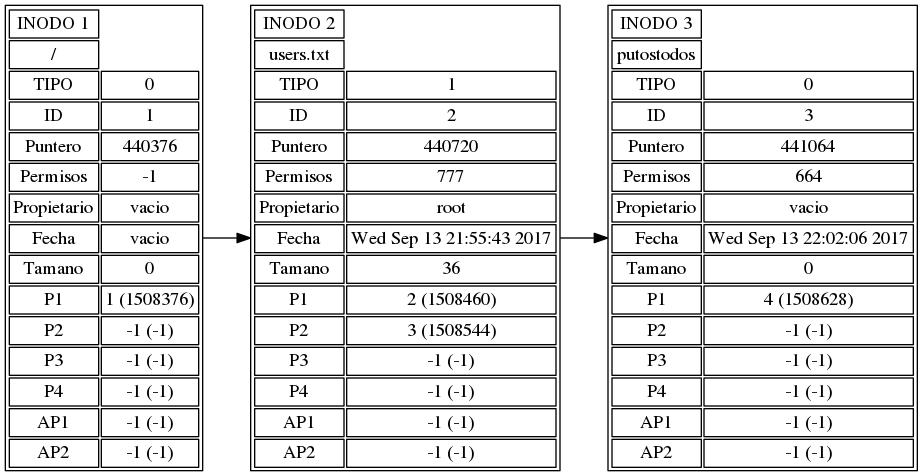 INODO 1
/
TIPO 0
ID 1
Puntero 440376
Permisos -1
Propietario vacio
Fecha vacio
Tamano 0
P1 1 (1508376)
P2 -1 (-1)
P3 -1 (-1)
P4 -1 (-1)
AP1 -1 (-1)
AP2 -1 (-1)
INODO 2
users.txt
TIPO 1
ID 2
Puntero 440720
Permisos 777
Propietario root
Fecha Wed Sep 13 21:55:43 2017
Tamano 36
P1 2 (1508460)
P2 3 (1508544)
P3 -1 (-1)
P4 -1 (-1)
AP1 -1 (-1)
AP2 -1 (-1)
INODO 3
putostodos
TIPO 0
ID 3
Puntero 441064
Permisos 664
Propietario vacio
Fecha Wed Sep 13 22:02:06 2017
Tamano 0
P1 4 (1508628)
P2 -1 (-1)
P3 -1 (-1)
P4 -1 (-1)
AP1 -1 (-1)
AP2 -1 (-1)